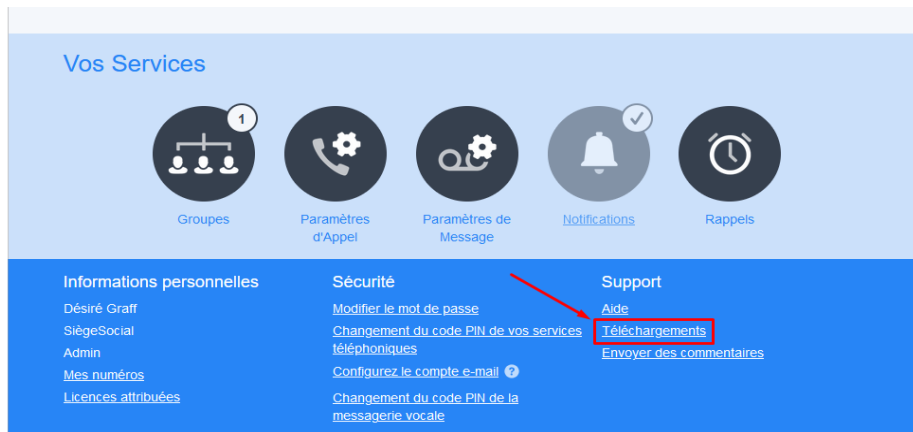 Vos Services
1
Groupes
Paramètres
d'Appel
Paramètres de
Message
Notifications
Rappels
Informations personnelles
Désiré Graff
SiègeSocial
Admin
Mes numéros
Licences attribuées
Sécurité
Modifier le mot de passe
Changement du code PIN de vos services
téléphoniques
Configurez le compte e-mail ?
Changement du code PIN de la
messagerie vocale
Support
Aide
Téléchargements
Envoyer des commentaires